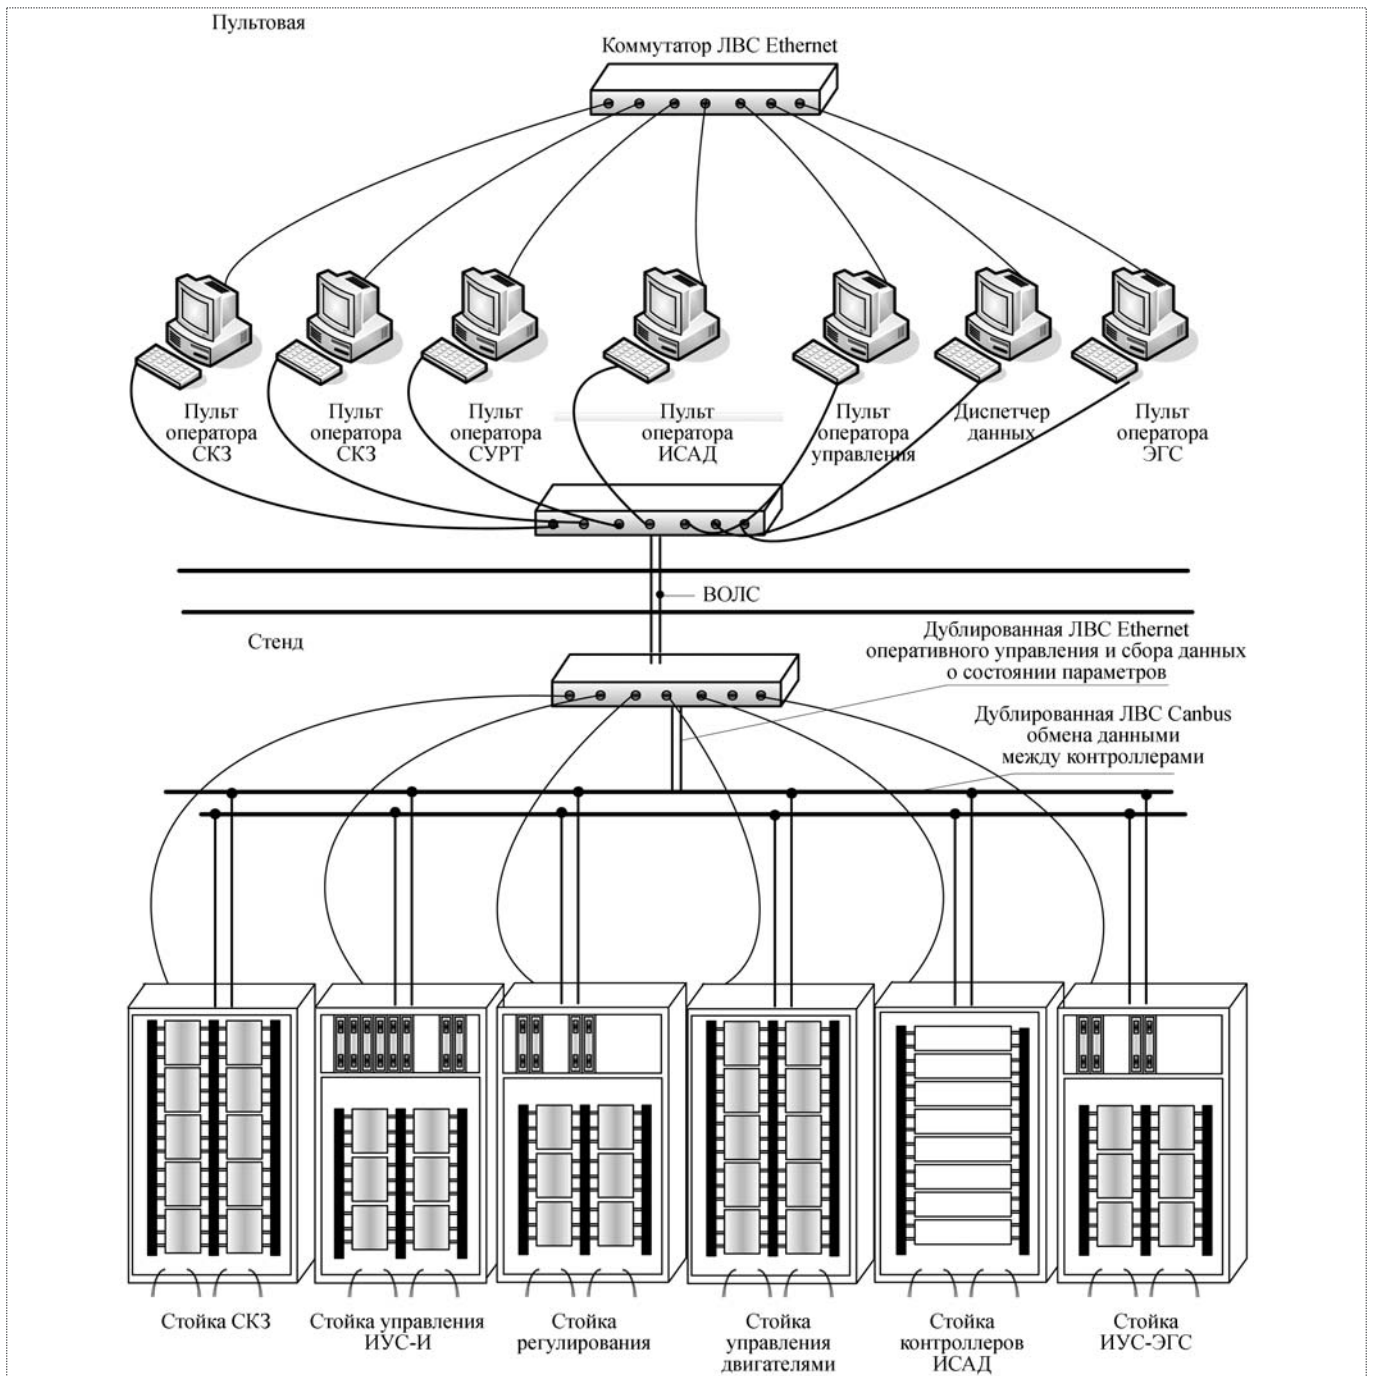 Пультовая
Коммутатор ЛВС Ethernet
Пульт
оператора
СКЗ
Пульт
оператора
СКЗ
Пульт
оператора
СУРТ
Пульт
оператора
ИСАД
Пульт
оператора
управления
Диспетчер
данных
Пульт
оператора
ЭГС
ВОЛС
Стенд
Дублированная ЛВС Ethernet
оперативного управления и сбора данных
о состоянии параметров
Дублированная ЛВС Canbus
обмена данными
между контроллерами
Стойка СКЗ
Стойка управления
ИУС-И
Стойка
регулирования
Стойка
управления
двигателями
Стойка
контроллеров
ИСАД
Стойка
ИУС-ЭГС